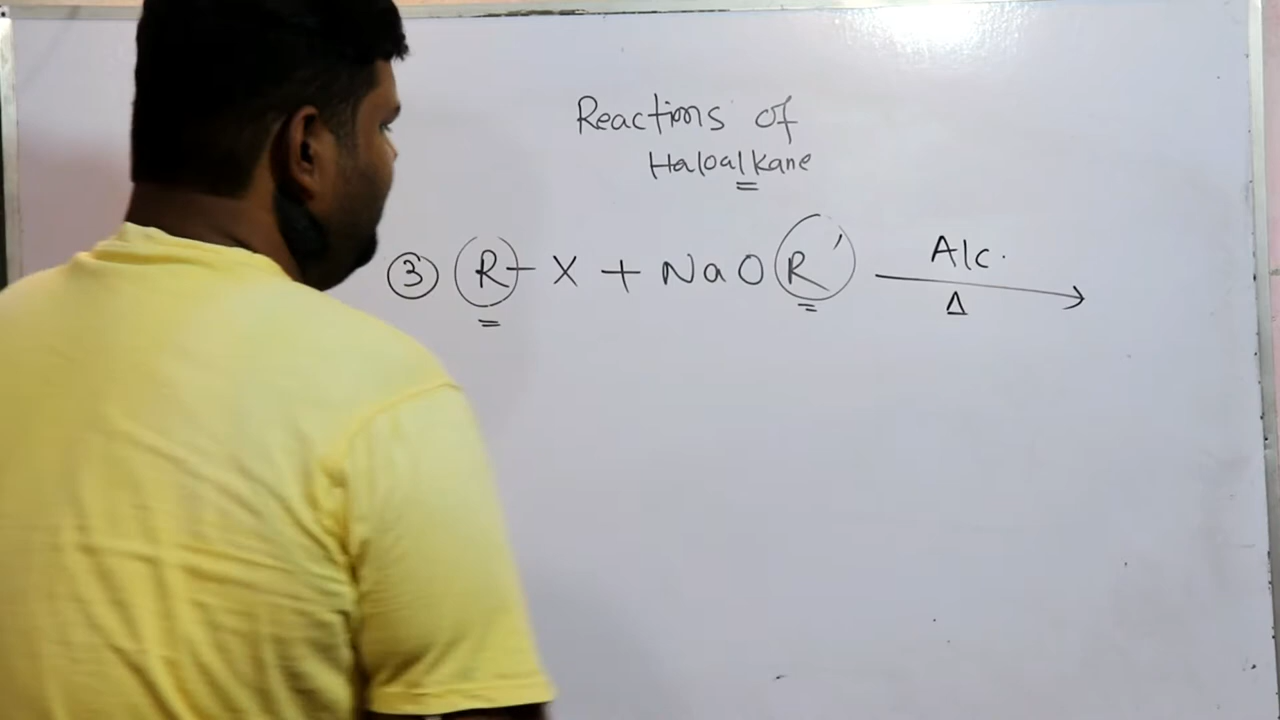 Reactions of
Haloalkane
③ R - X + NaOR' Alc. Δ →